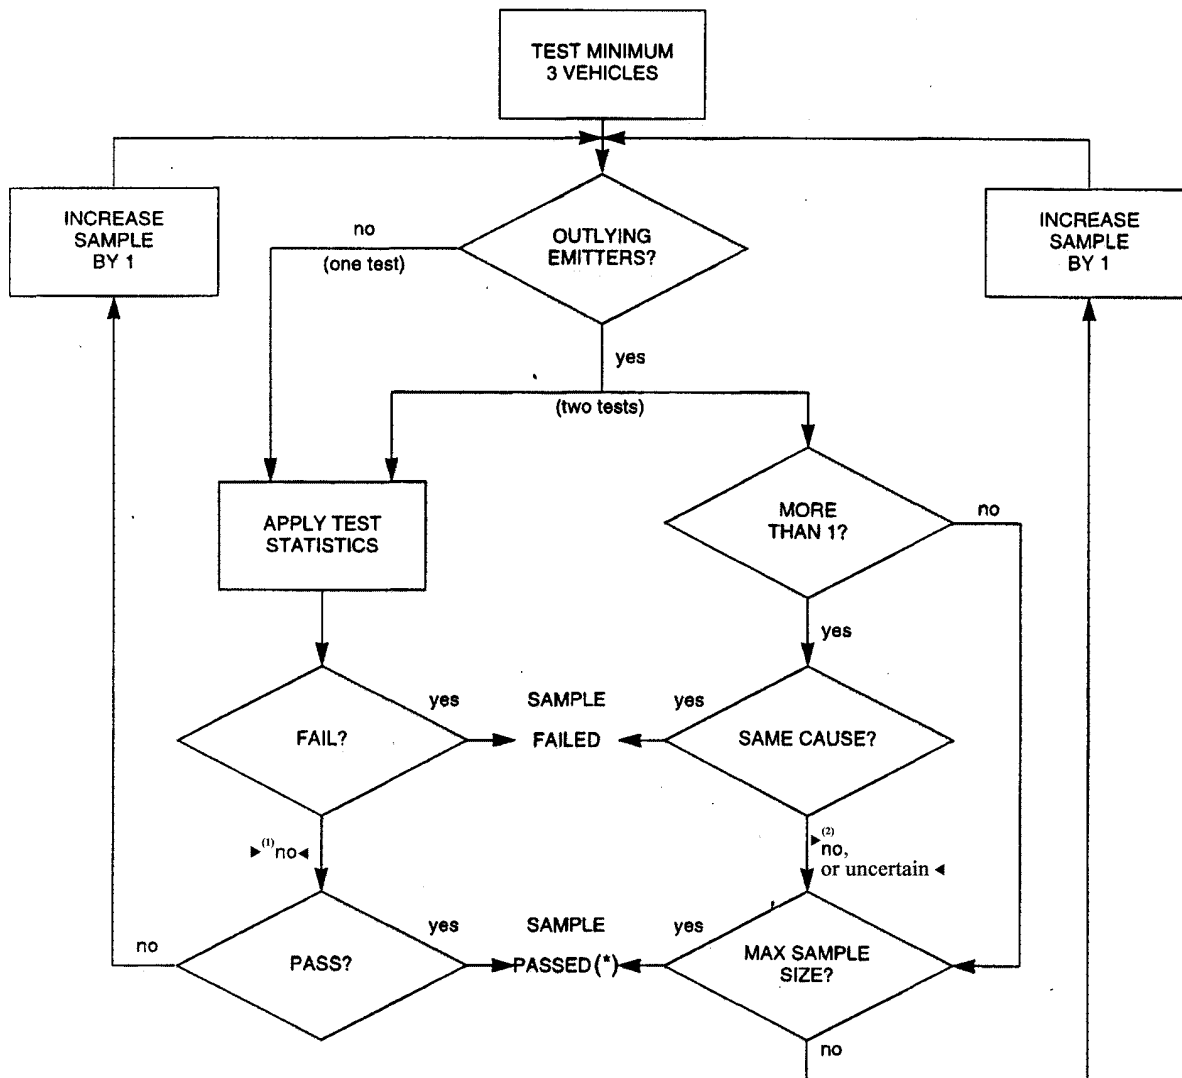 TEST MINIMUM
3 VEHICLES
INCREASE
SAMPLE
BY 1
no
(one test)
OUTLYING
EMITTERS?
INCREASE
SAMPLE
BY 1
yes
(two tests)
APPLY TEST
STATISTICS
MORE
THAN 1?
no
yes
FAIL?
yes
SAMPLE
FAILED
yes
SAME CAUSE?
►(1)no◄
►(2)
no,
or uncertain ◄
no
PASS?
yes
SAMPLE
PASSED (*)
yes
MAX SAMPLE
SIZE?
no